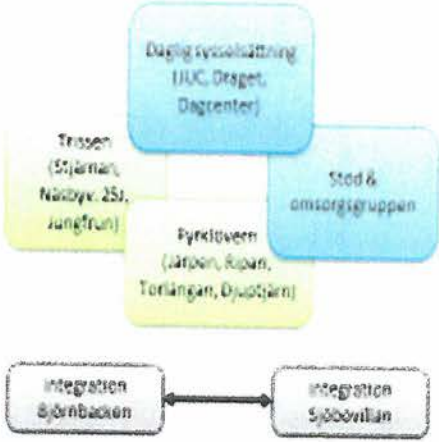 Daglig sysselsättning
(JUC, Draget,
Dagcenter)
Trissen
(Stjärnan,
Näsbyv. 25J,
Jungfrun)
Stöd &
omsorgsgruppen
Fyrklövern
(Järpen, Ripan,
Torlångan, Djuptjärn)
Integration
Björnbacken
Integration
Sjöbovillan